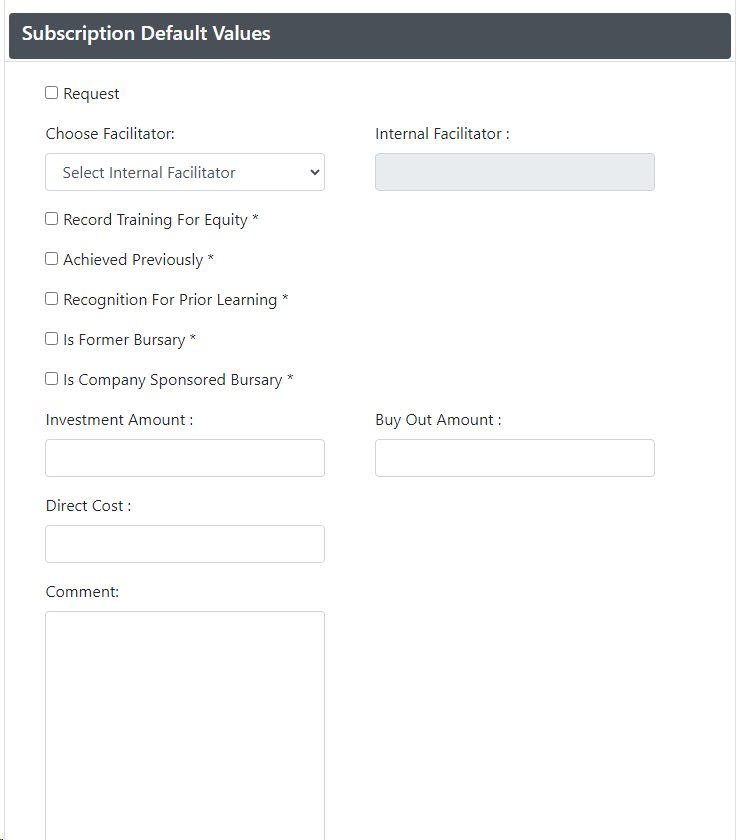 Subscription Default Values
Request
Choose Facilitator:
Internal Facilitator :
Select Internal Facilitator
Record Training For Equity *
Achieved Previously *
Recognition For Prior Learning *
Is Former Bursary *
Is Company Sponsored Bursary *
Investment Amount :
Buy Out Amount :
Direct Cost :
Comment: